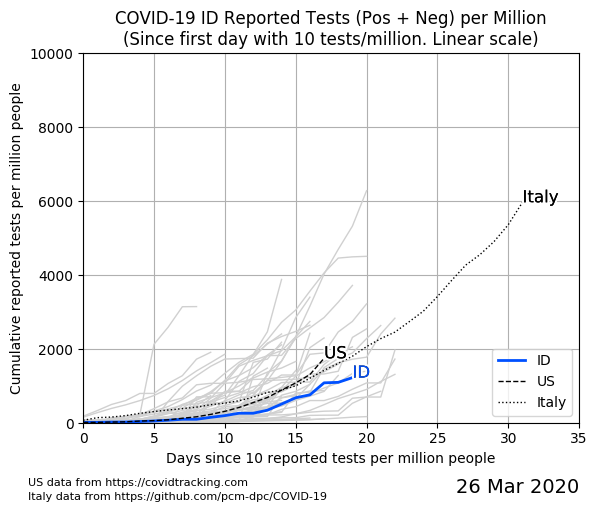 COVID-19 ID Reported Tests (Pos + Neg) per Million
(Since first day with 10 tests/million. Linear scale)
Cumulative reported tests per million people
10000
8000
6000
4000
2000
0
Italy
US
ID
ID
US
Italy
0 5 10 15 20 25 30 35
Days since 10 reported tests per million people
US data from https://covidtracking.com
Italy data from https://github.com/pcm-dpc/COVID-19
26 Mar 2020